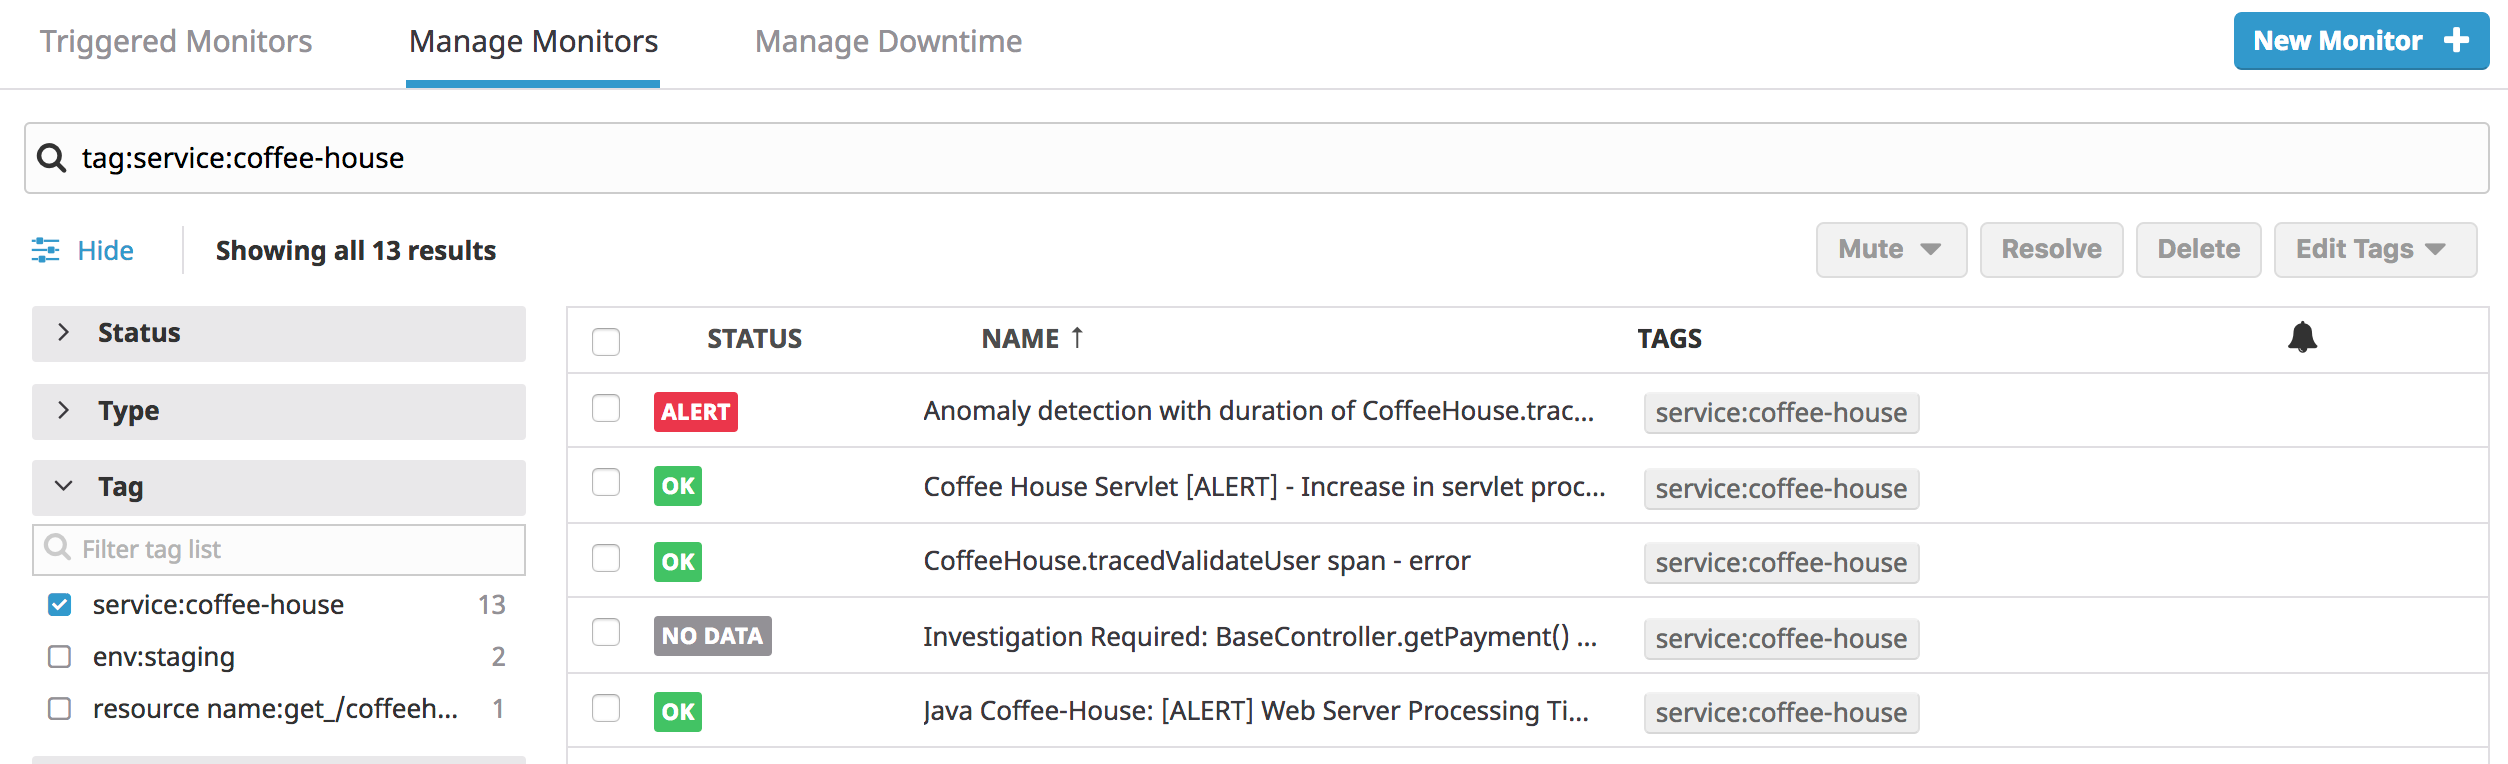 Triggered Monitors Manage Monitors Manage Downtime New Monitor +
tag:service:coffee-house
Hide Showing all 13 results Mute Resolve Delete Edit Tags
Status
Type
Tag
Filter tag list
service:coffee-house 13
env:staging 2
resource name:get_/coffeeh... 1
STATUS NAME ↑ TAGS
ALERT Anomaly detection with duration of CoffeeHouse.trac... service:coffee-house
OK Coffee House Servlet [ALERT] - Increase in servlet proc... service:coffee-house
OK CoffeeHouse.tracedValidateUser span - error service:coffee-house
NO DATA Investigation Required: BaseController.getPayment() ... service:coffee-house
OK Java Coffee-House: [ALERT] Web Server Processing Ti... service:coffee-house